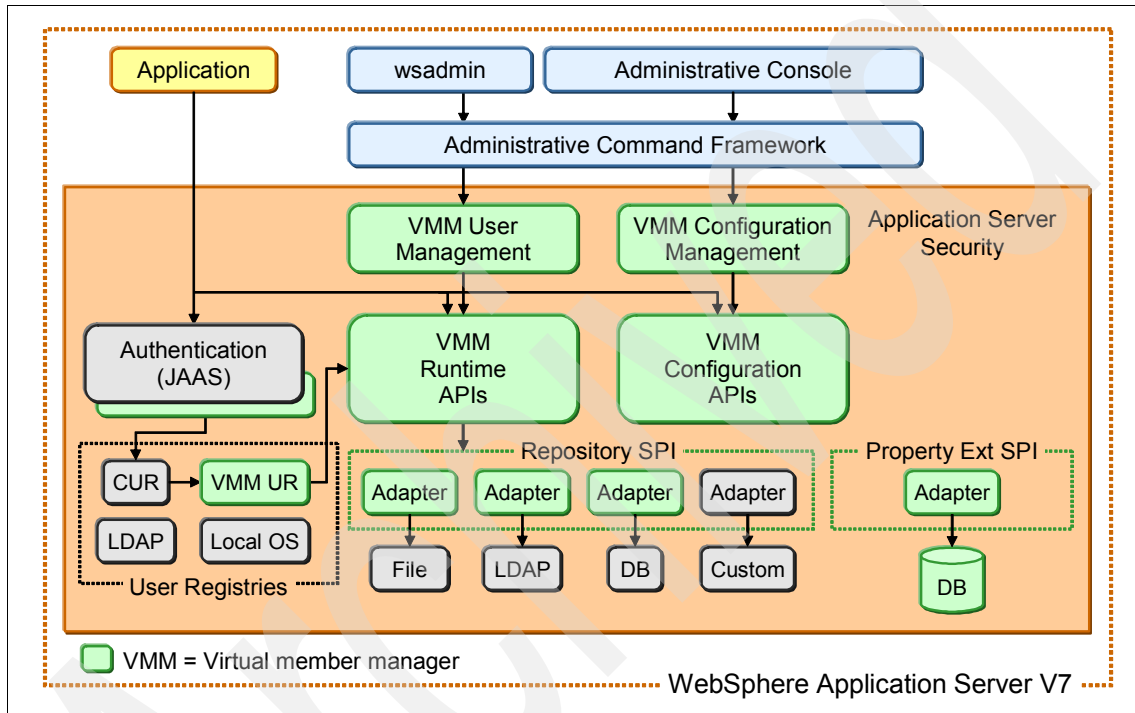 Application
wsadmin
Administrative Console
Administrative Command Framework
VMM User
Management
VMM Configuration
Management
Application Server
Security
Authentication
(JAAS)
VMM
Runtime
APIs
VMM
Configuration
APIs
Repository SPI
Property Ext SPI
CUR
VMM UR
Adapter
Adapter
Adapter
Adapter
Adapter
LDAP
Local OS
File
LDAP
DB
Custom
DB
User Registries
VMM = Virtual member manager
WebSphere Application Server V7
Archived